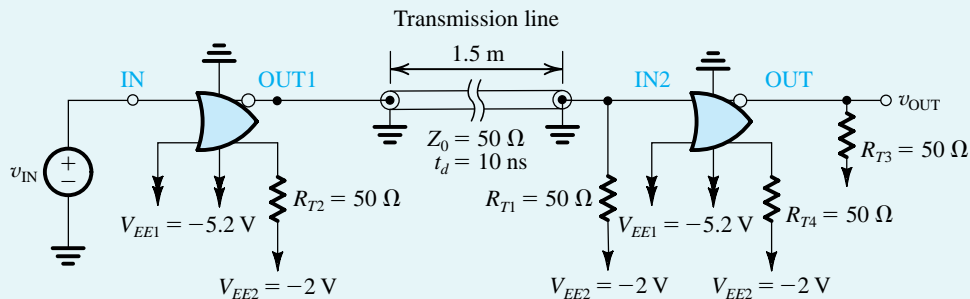 Transmission line
1.5 m
IN
OUT1
IN2
OUT
v_OUT
Z_0 = 50 Ω
t_d = 10 ns
R_T3 = 50 Ω
v_IN
+
−
R_T2 = 50 Ω
R_T1 = 50 Ω
V_EE1 = −5.2 V
V_EE1 = −5.2 V
R_T4 = 50 Ω
V_EE2 = −2 V
V_EE2 = −2 V
V_EE2 = −2 V